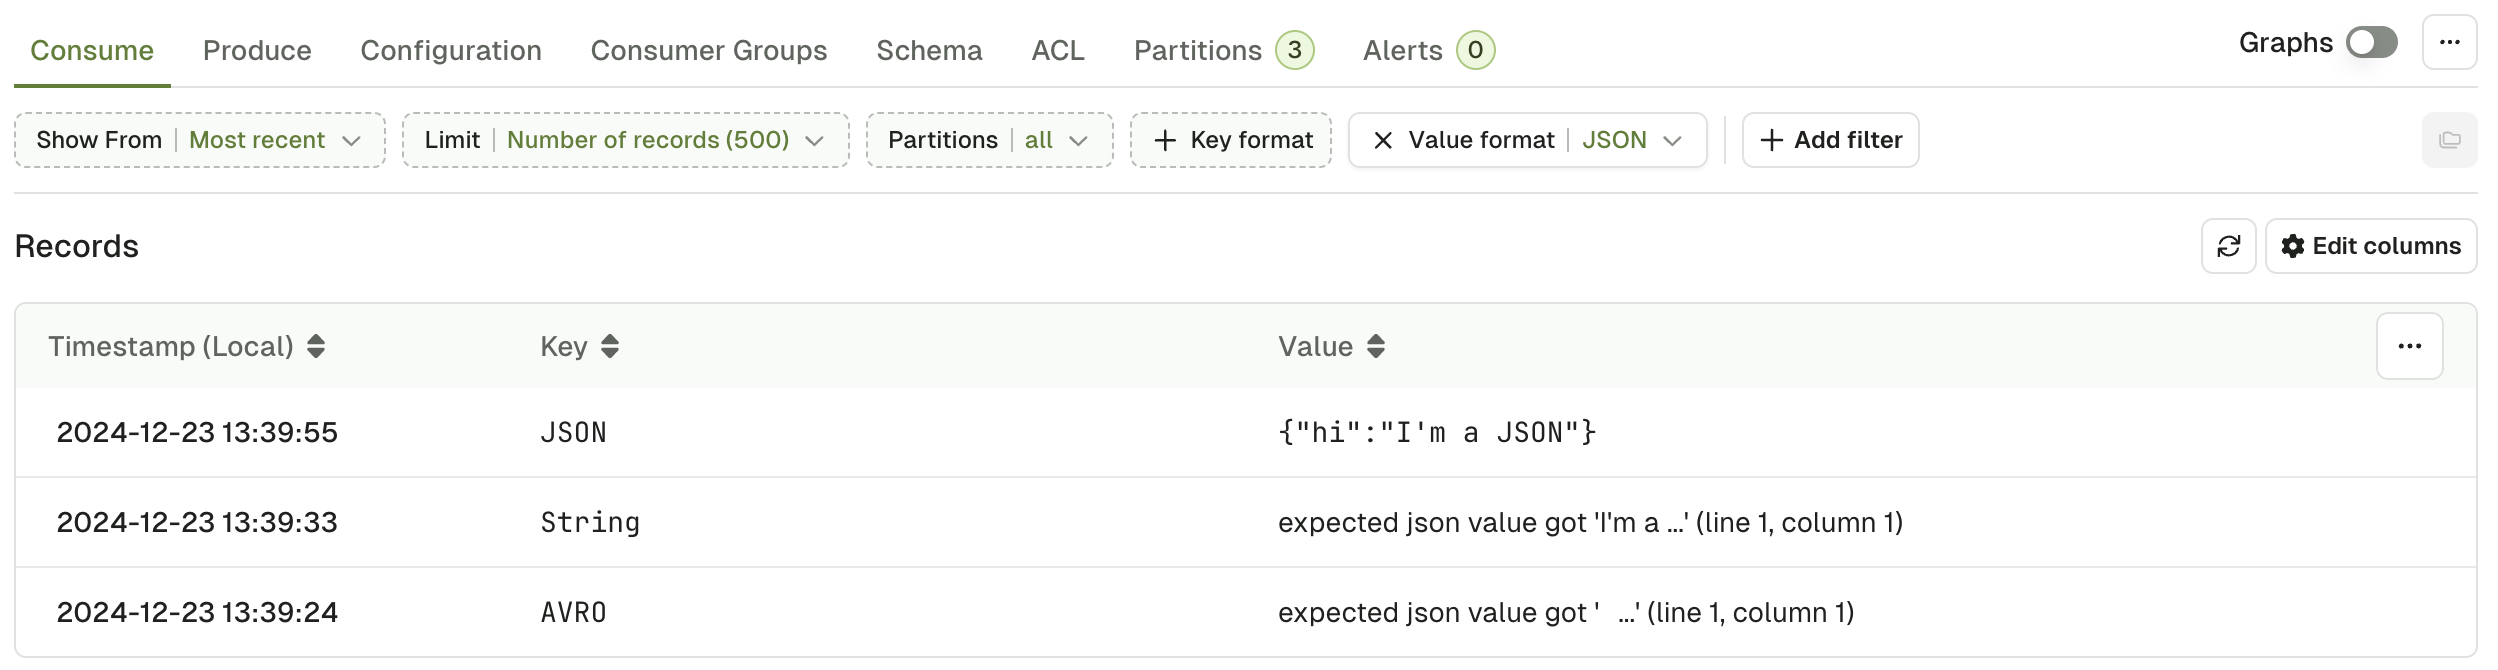 Consume Produce Configuration Consumer Groups Schema ACL Partitions 3 Alerts 0 Graphs ...
Show From Most recent Limit Number of records (500) Partitions all + Key format × Value format JSON + Add filter
Records Edit columns
Timestamp (Local) Key Value ...
2024-12-23 13:39:55 JSON {"hi":"I'm a JSON"}
2024-12-23 13:39:33 String expected json value got 'I'm a ...' (line 1, column 1)
2024-12-23 13:39:24 AVRO expected json value got '  ...' (line 1, column 1)